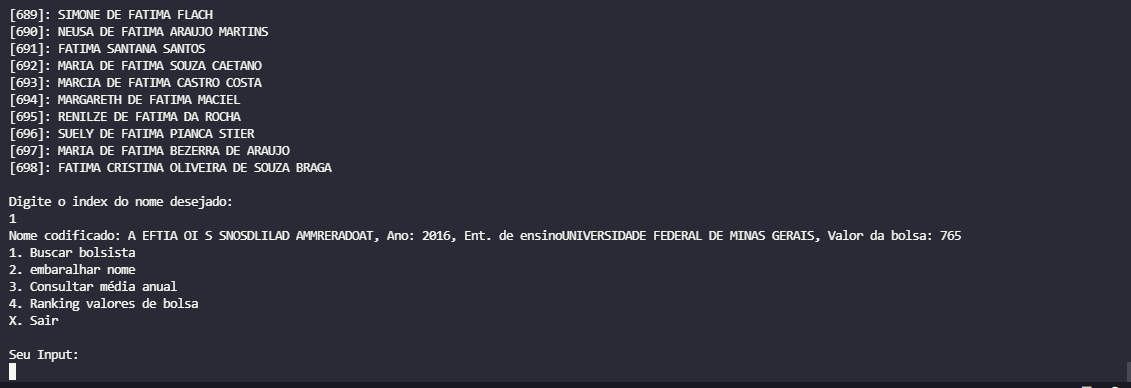 [689]: SIMONE DE FATIMA FLACH
[690]: NEUSA DE FATIMA ARAUJO MARTINS
[691]: FATIMA SANTANA SANTOS
[692]: MARIA DE FATIMA SOUZA CAETANO
[693]: MARCIA DE FATIMA CASTRO COSTA
[694]: MARGARETH DE FATIMA MACIEL
[695]: RENILZE DE FATIMA DA ROCHA
[696]: SUELY DE FATIMA PIANCA STIER
[697]: MARIA DE FATIMA BEZERRA DE ARAUJO
[698]: FATIMA CRISTINA OLIVEIRA DE SOUZA BRAGA
Digite o index do nome desejado:
1
Nome codificado: A EFTIA OI S SNOSDLILAD AMMRERADOAT, Ano: 2016, Ent. de ensinoUNIVERSIDADE FEDERAL DE MINAS GERAIS, Valor da bolsa: 765
1. Buscar bolsista
2. embaralhar nome
3. Consultar média anual
4. Ranking valores de bolsa
X. Sair
Seu Input: